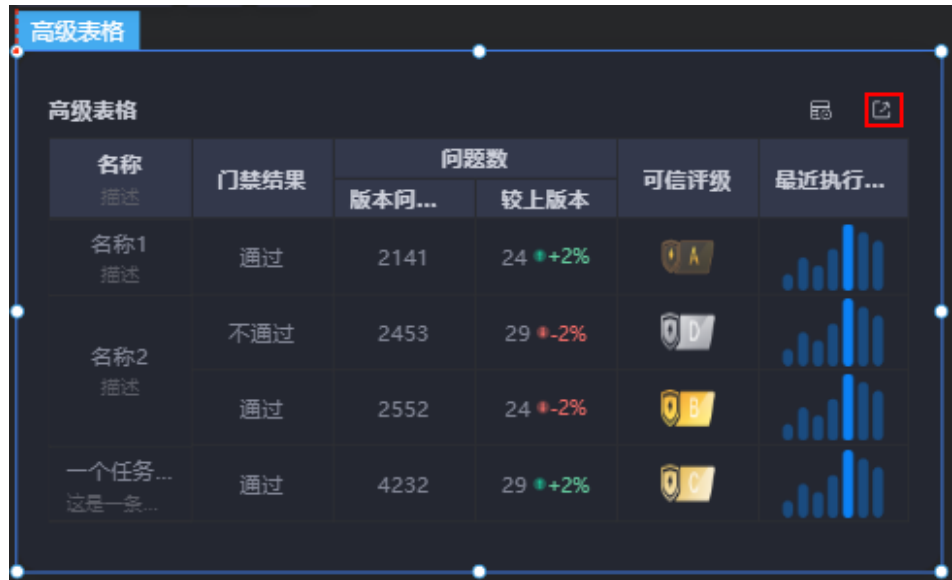 高级表格
高级表格
名称
描述
门禁结果
问题数
版本问...
较上版本
可信评级
最近执行...
名称1
描述
通过
2141
24 +2%
A
名称2
描述
不通过
2453
29 -2%
D
通过
2552
24 -2%
B
一个任务...
这是一条...
通过
4232
29 +2%
C